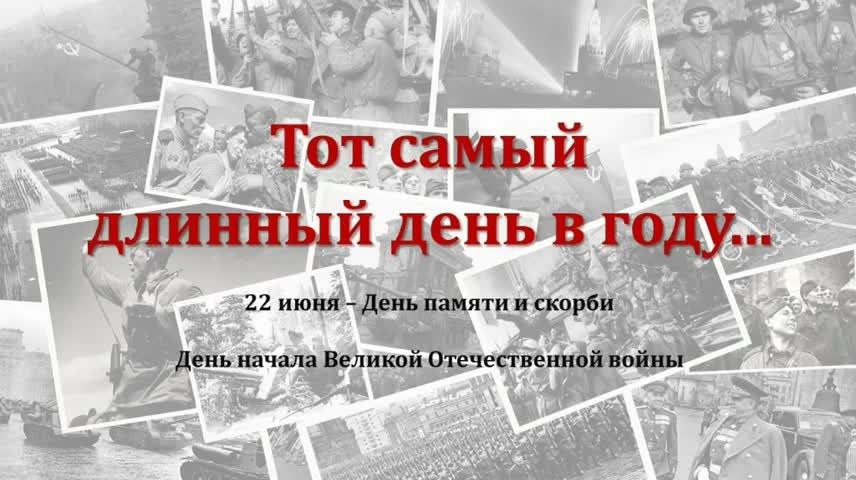 Тот самый
длинный день в году...
22 июня – День памяти и скорби
День начала Великой Отечественной войны